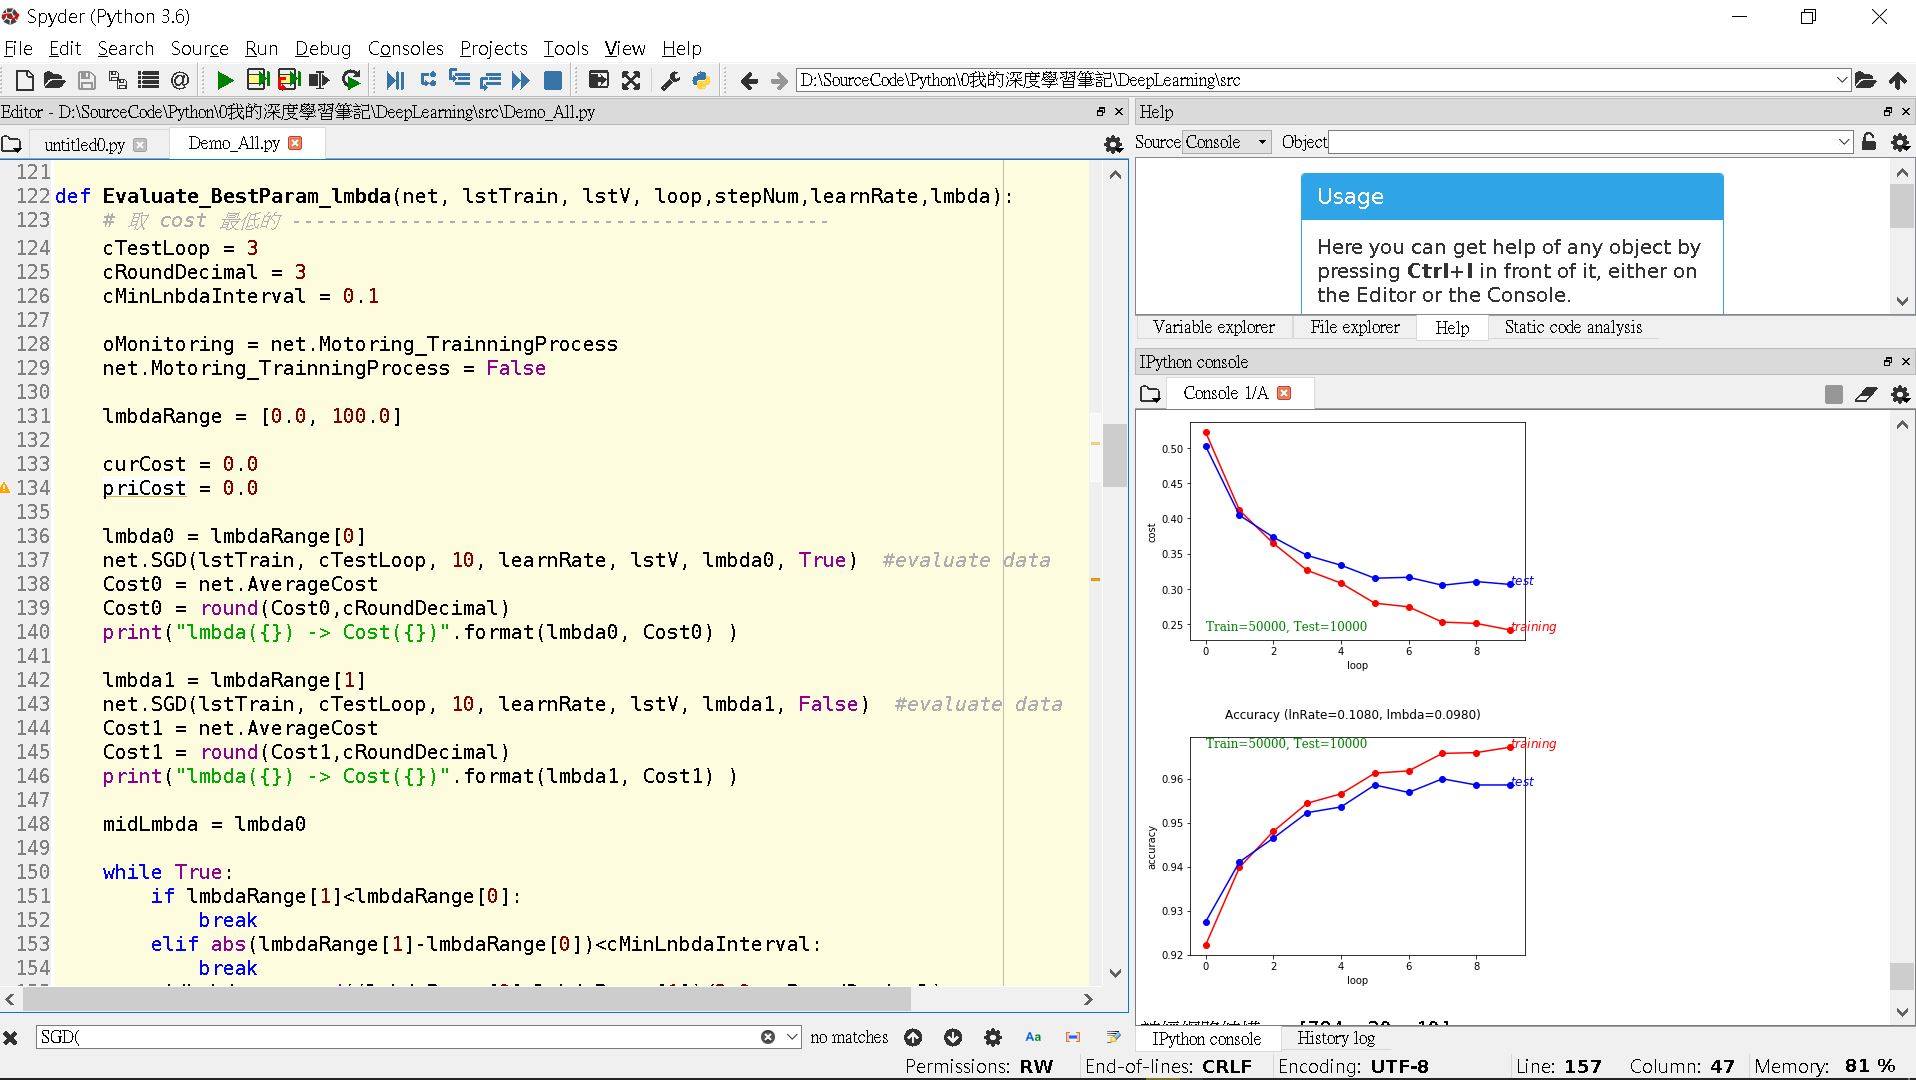 Spyder (Python 3.6)
File Edit Search Source Run Debug Consoles Projects Tools View Help
D:\SourceCode\Python\0我的深度學習筆記\DeepLearning\src
Editor - D:\SourceCode\Python\0我的深度學習筆記\DeepLearning\src\Demo_All.py
untitled0.py Demo_All.py
121
122 def Evaluate_BestParam_lmbda(net, lstTrain, lstV, loop,stepNum,learnRate,lmbda):
123 # 取 cost 最低的 ---------------------------------------------
124 cTestLoop = 3
125 cRoundDecimal = 3
126 cMinLnbdaInterval = 0.1
127
128 oMonitoring = net.Motoring_TrainningProcess
129 net.Motoring_TrainningProcess = False
130
131 lmbdaRange = [0.0, 100.0]
132
133 curCost = 0.0
134 priCost = 0.0
135
136 lmbda0 = lmbdaRange[0]
137 net.SGD(lstTrain, cTestLoop, 10, learnRate, lstV, lmbda0, True)  #evaluate data
138 Cost0 = net.AverageCost
139 Cost0 = round(Cost0,cRoundDecimal)
140 print("lmbda({}) -> Cost({})".format(lmbda0, Cost0) )
141
142 lmbda1 = lmbdaRange[1]
143 net.SGD(lstTrain, cTestLoop, 10, learnRate, lstV, lmbda1, False)  #evaluate data
144 Cost1 = net.AverageCost
145 Cost1 = round(Cost1,cRoundDecimal)
146 print("lmbda({}) -> Cost({})".format(lmbda1, Cost1) )
147
148 midLmbda = lmbda0
149
150 while True:
151 if lmbdaRange[1]<lmbdaRange[0]:
152 break
153 elif abs(lmbdaRange[1]-lmbdaRange[0])<cMinLnbdaInterval:
154 break
SGD( no matches Aa
Help
Source Console Object
Usage
Here you can get help of any object by
pressing Ctrl+I in front of it, either on
the Editor or the Console.
Variable explorer File explorer Help Static code analysis
IPython console
Console 1/A
0.50
0.45
0.40
cost
0.35
0.30 test
0.25 Train=50000, Test=10000 training
0 2 4 6 8
loop
Accuracy (lnRate=0.1080, lmbda=0.0980)
Train=50000, Test=10000 training
0.96 test
0.95
accuracy
0.94
0.93
0.92
0 2 4 6 8
loop
IPython console History log
Permissions: RW End-of-lines: CRLF Encoding: UTF-8 Line: 157 Column: 47 Memory: 81 %